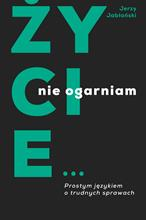 Jerzy
Jabłoński
ŻY
CI
nie ogarniam
E...
Prostym językiem
o trudnych sprawach